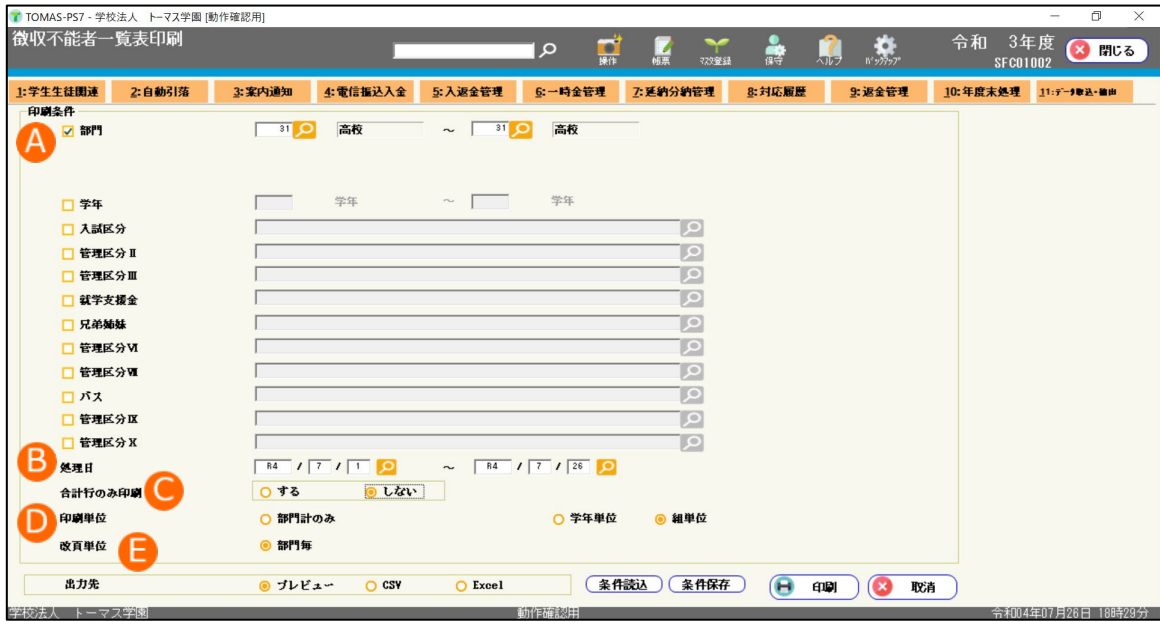 TOMAS-PS7 - 学校法人　トーマス学園 [動作確認用]
徴収不能者一覧表印刷
操作 帳票 マスタ登録 保守 ヘルプ ﾊﾞｯｸｱｯﾌﾟ
令和 3年度
SFC01002
閉じる
1:学生生徒関連 2:自動引落 3:案内通知 4:電信振込入金 5:入返金管理 6:一時金管理 7:延納分納管理 8:対応履歴 9:返金管理 10:年度末処理 11:ﾃﾞｰﾀ取込・抽出
印刷条件
A 部門 31 高校 ～ 31 高校
学年 学年 ～ 学年
入試区分
管理区分Ⅱ
管理区分Ⅲ
就学支援金
兄弟姉妹
管理区分Ⅵ
管理区分Ⅶ
バス
管理区分Ⅸ
管理区分Ⅹ
B 処理日 R4 / 7 / 1 ～ R4 / 7 / 26
合計行のみ印刷 C する しない
D 印刷単位 部門計のみ 学年単位 組単位
改頁単位 E 部門毎
出力先 プレビュー CSV Excel 条件読込 条件保存 印刷 取消
学校法人　トーマス学園 動作確認用 令和04年07月26日 18時29分